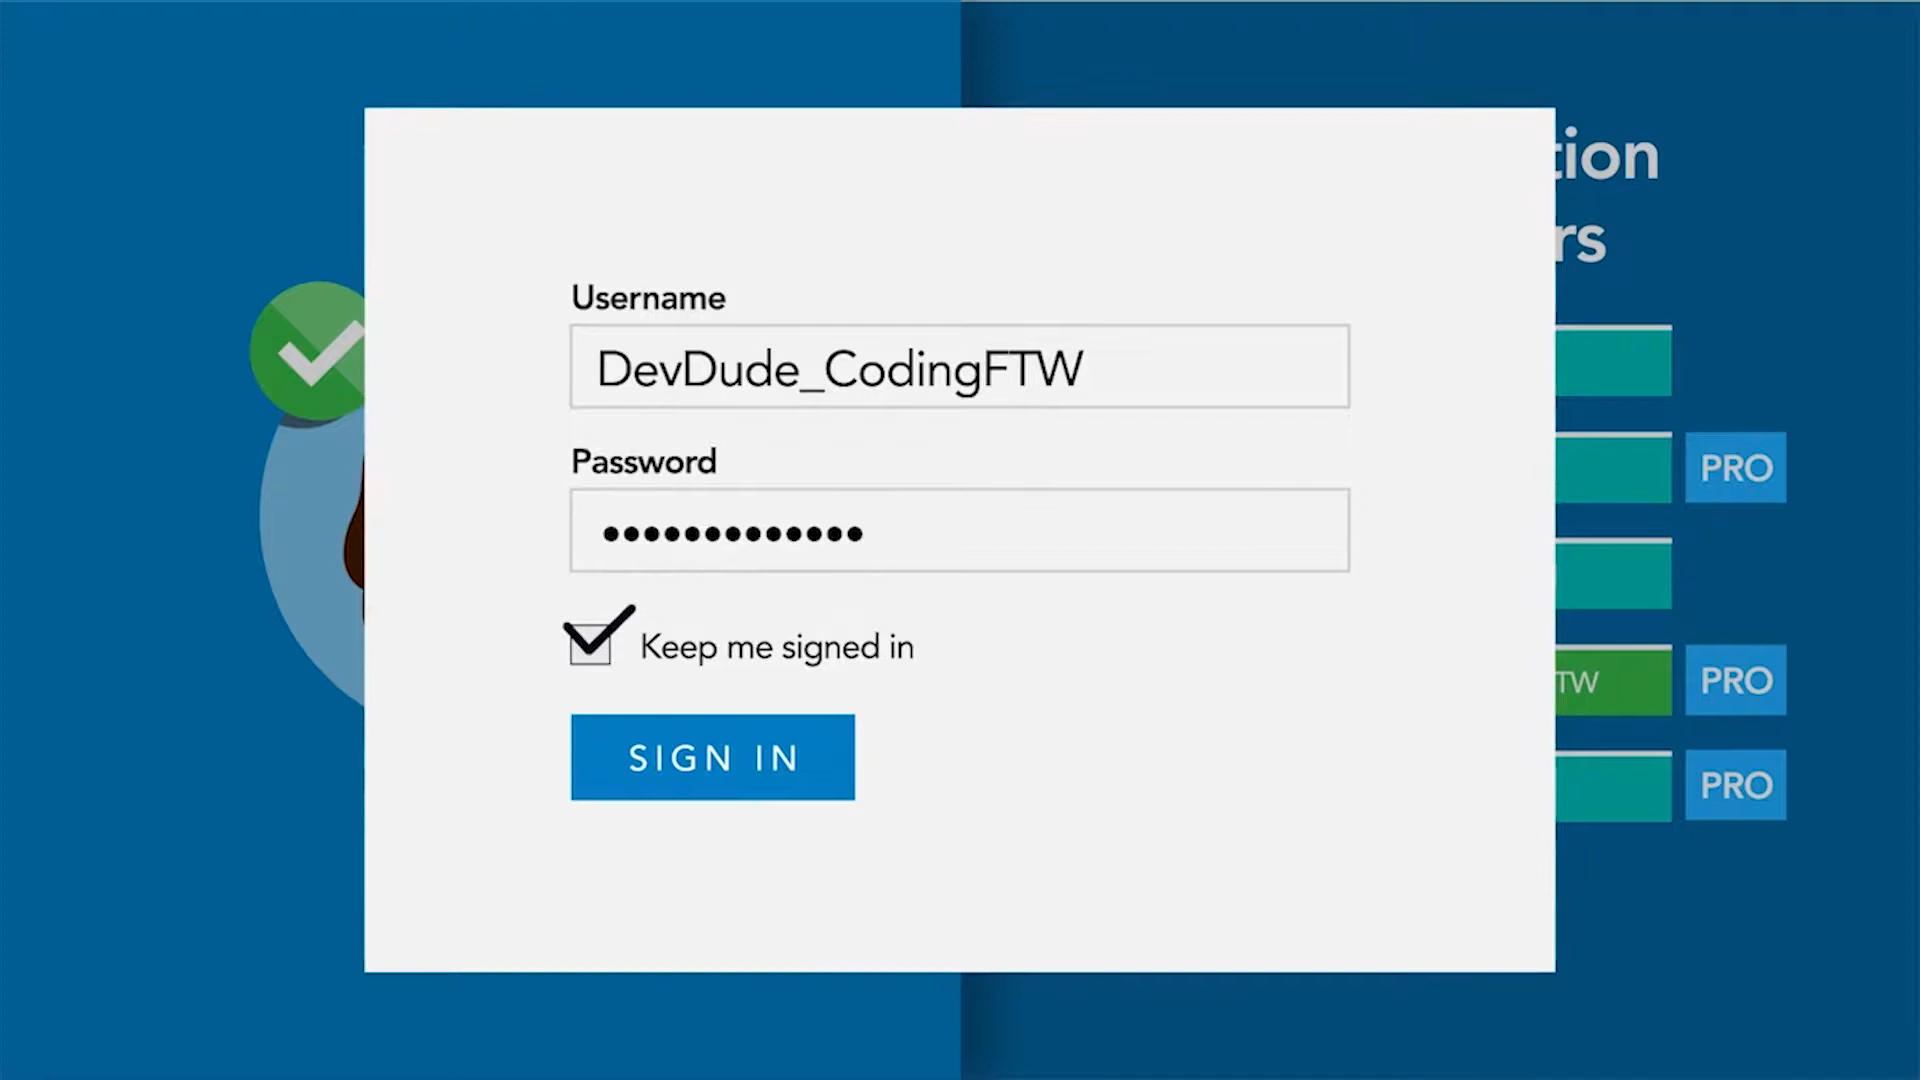 Username
DevDude_CodingFTW
Password
•••••••••••••
Keep me signed in
SIGN IN
tion
rs
PRO
TW
PRO
PRO